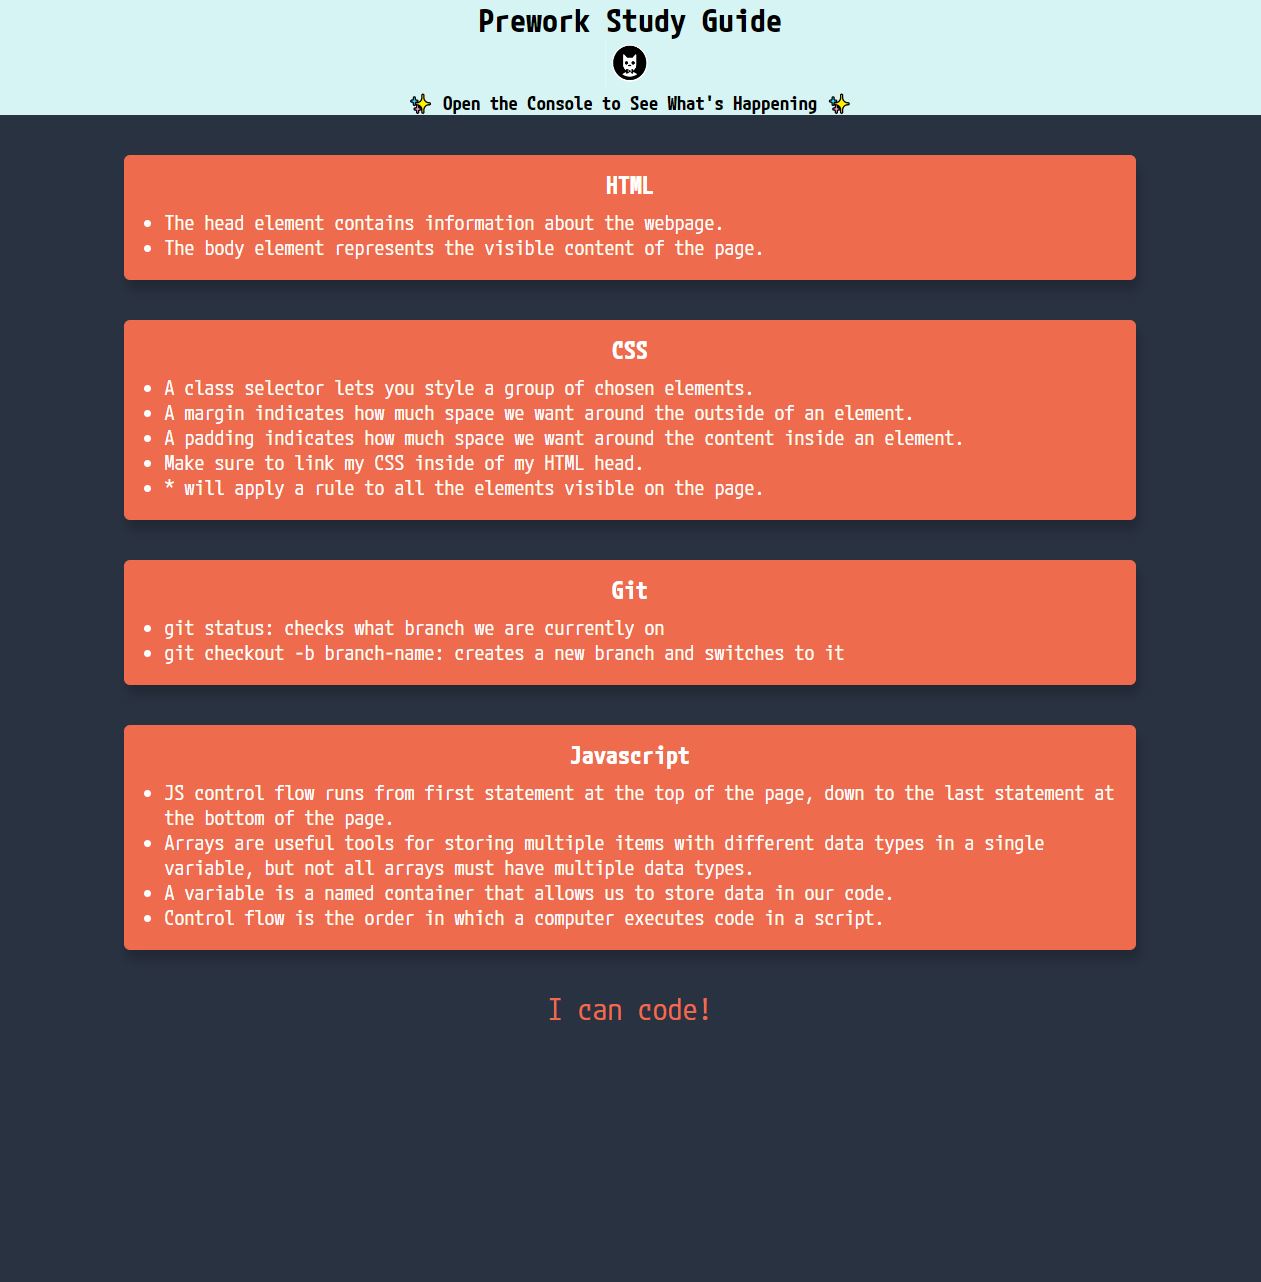 Prework Study Guide
✨ Open the Console to See What's Happening ✨
HTML
• The head element contains information about the webpage.
• The body element represents the visible content of the page.
CSS
• A class selector lets you style a group of chosen elements.
• A margin indicates how much space we want around the outside of an element.
• A padding indicates how much space we want around the content inside an element.
• Make sure to link my CSS inside of my HTML head.
• * will apply a rule to all the elements visible on the page.
Git
• git status: checks what branch we are currently on
• git checkout -b branch-name: creates a new branch and switches to it
Javascript
• JS control flow runs from first statement at the top of the page, down to the last statement at
the bottom of the page.
• Arrays are useful tools for storing multiple items with different data types in a single
variable, but not all arrays must have multiple data types.
• A variable is a named container that allows us to store data in our code.
• Control flow is the order in which a computer executes code in a script.
I can code!